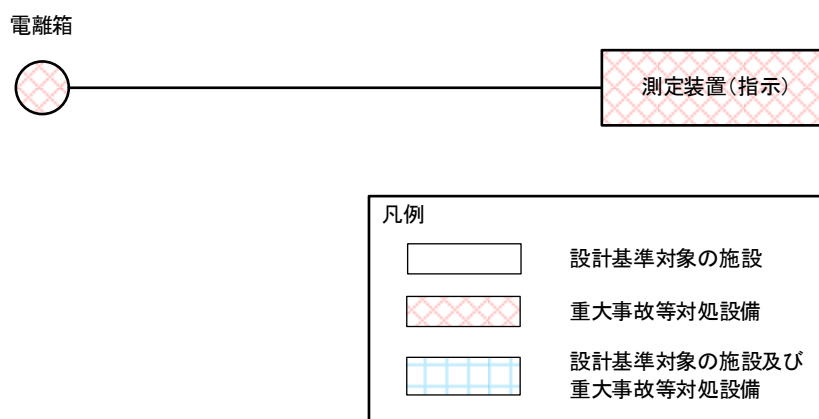 電離箱
測定装置(指示)
凡例
設計基準対象の施設
重大事故等対処設備
設計基準対象の施設及び
重大事故等対処設備